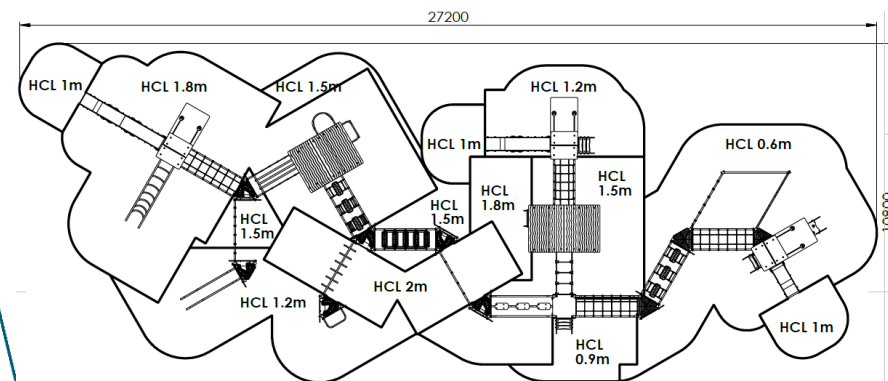 27200
HCL 1m
HCL 1.8m
HCL 1.5m
HCL 1.2m
HCL 1m
HCL 0.6m
HCL
1.8m
HCL
1.5m
HCL
1.5m
HCL
1.5m
10800
HCL 2m
HCL 1.2m
HCL 1m
HCL
0.9m